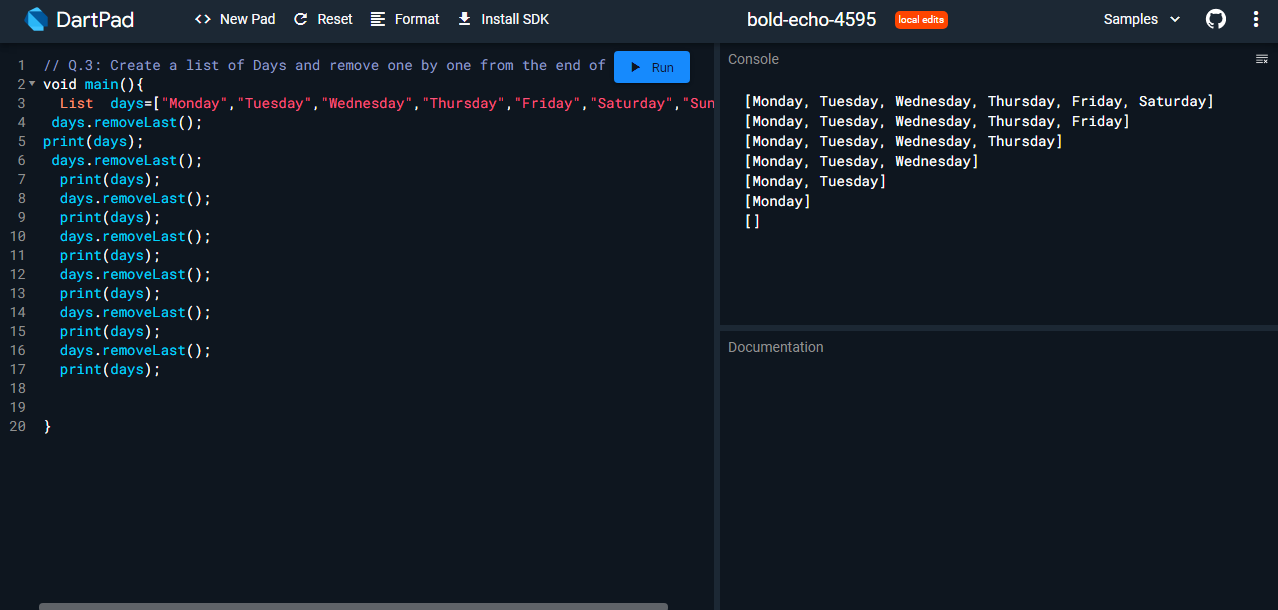 DartPad
New Pad
Reset
Format
Install SDK
bold-echo-4595
local edits
Samples
1 // Q.3: Create a list of Days and remove one by one from the end of
Run
2 void main(){
3 List days=["Monday","Tuesday","Wednesday","Thursday","Friday","Saturday","Sun
4 days.removeLast();
5 print(days);
6 days.removeLast();
7 print(days);
8 days.removeLast();
9 print(days);
10 days.removeLast();
11 print(days);
12 days.removeLast();
13 print(days);
14 days.removeLast();
15 print(days);
16 days.removeLast();
17 print(days);
18
19
20 }
Console
[Monday, Tuesday, Wednesday, Thursday, Friday, Saturday]
[Monday, Tuesday, Wednesday, Thursday, Friday]
[Monday, Tuesday, Wednesday, Thursday]
[Monday, Tuesday, Wednesday]
[Monday, Tuesday]
[Monday]
[]
Documentation